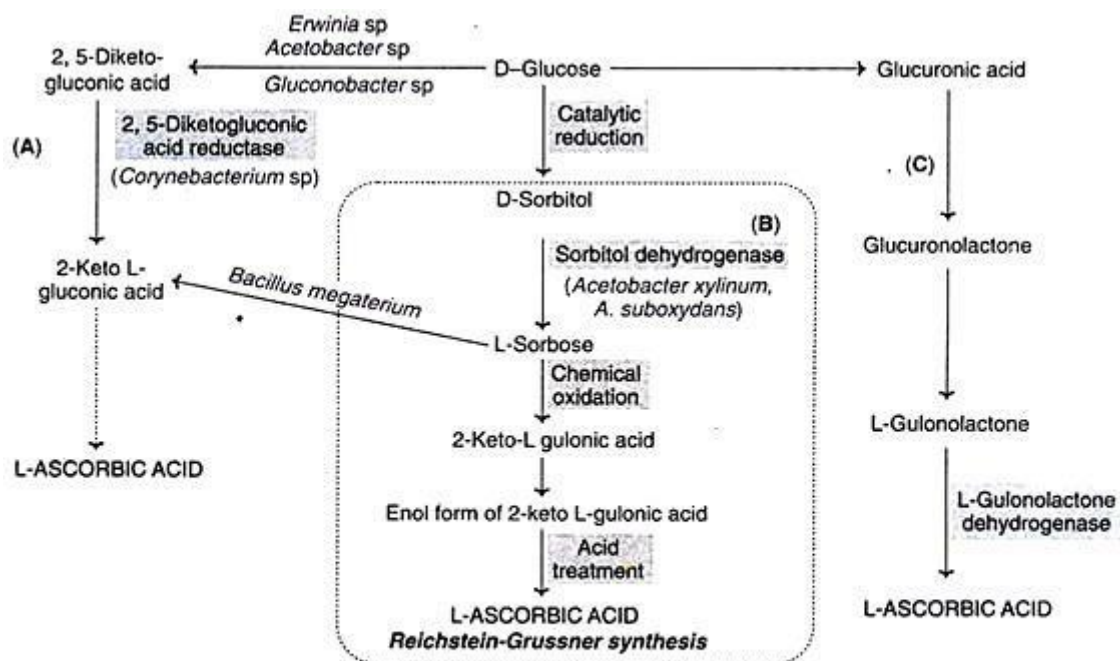 Erwinia sp
Acetobacter sp
2, 5-Diketo-
gluconic acid
Gluconobacter sp
D–Glucose
Glucuronic acid
Catalytic
reduction
2, 5-Diketogluconic
acid reductase
(A)
(Corynebacterium sp)
(C)
D-Sorbitol
(B)
Sorbitol dehydrogenase
(Acetobacter xylinum,
A. suboxydans)
Glucuronolactone
2-Keto L-
gluconic acid
Bacillus megaterium
L-Sorbose
Chemical
oxidation
2-Keto-L gulonic acid
L-Gulonolactone
L-ASCORBIC ACID
Enol form of 2-keto L-gulonic acid
L-Gulonolactone
dehydrogenase
Acid
treatment
L-ASCORBIC ACID
Reichstein-Grussner synthesis
L-ASCORBIC ACID